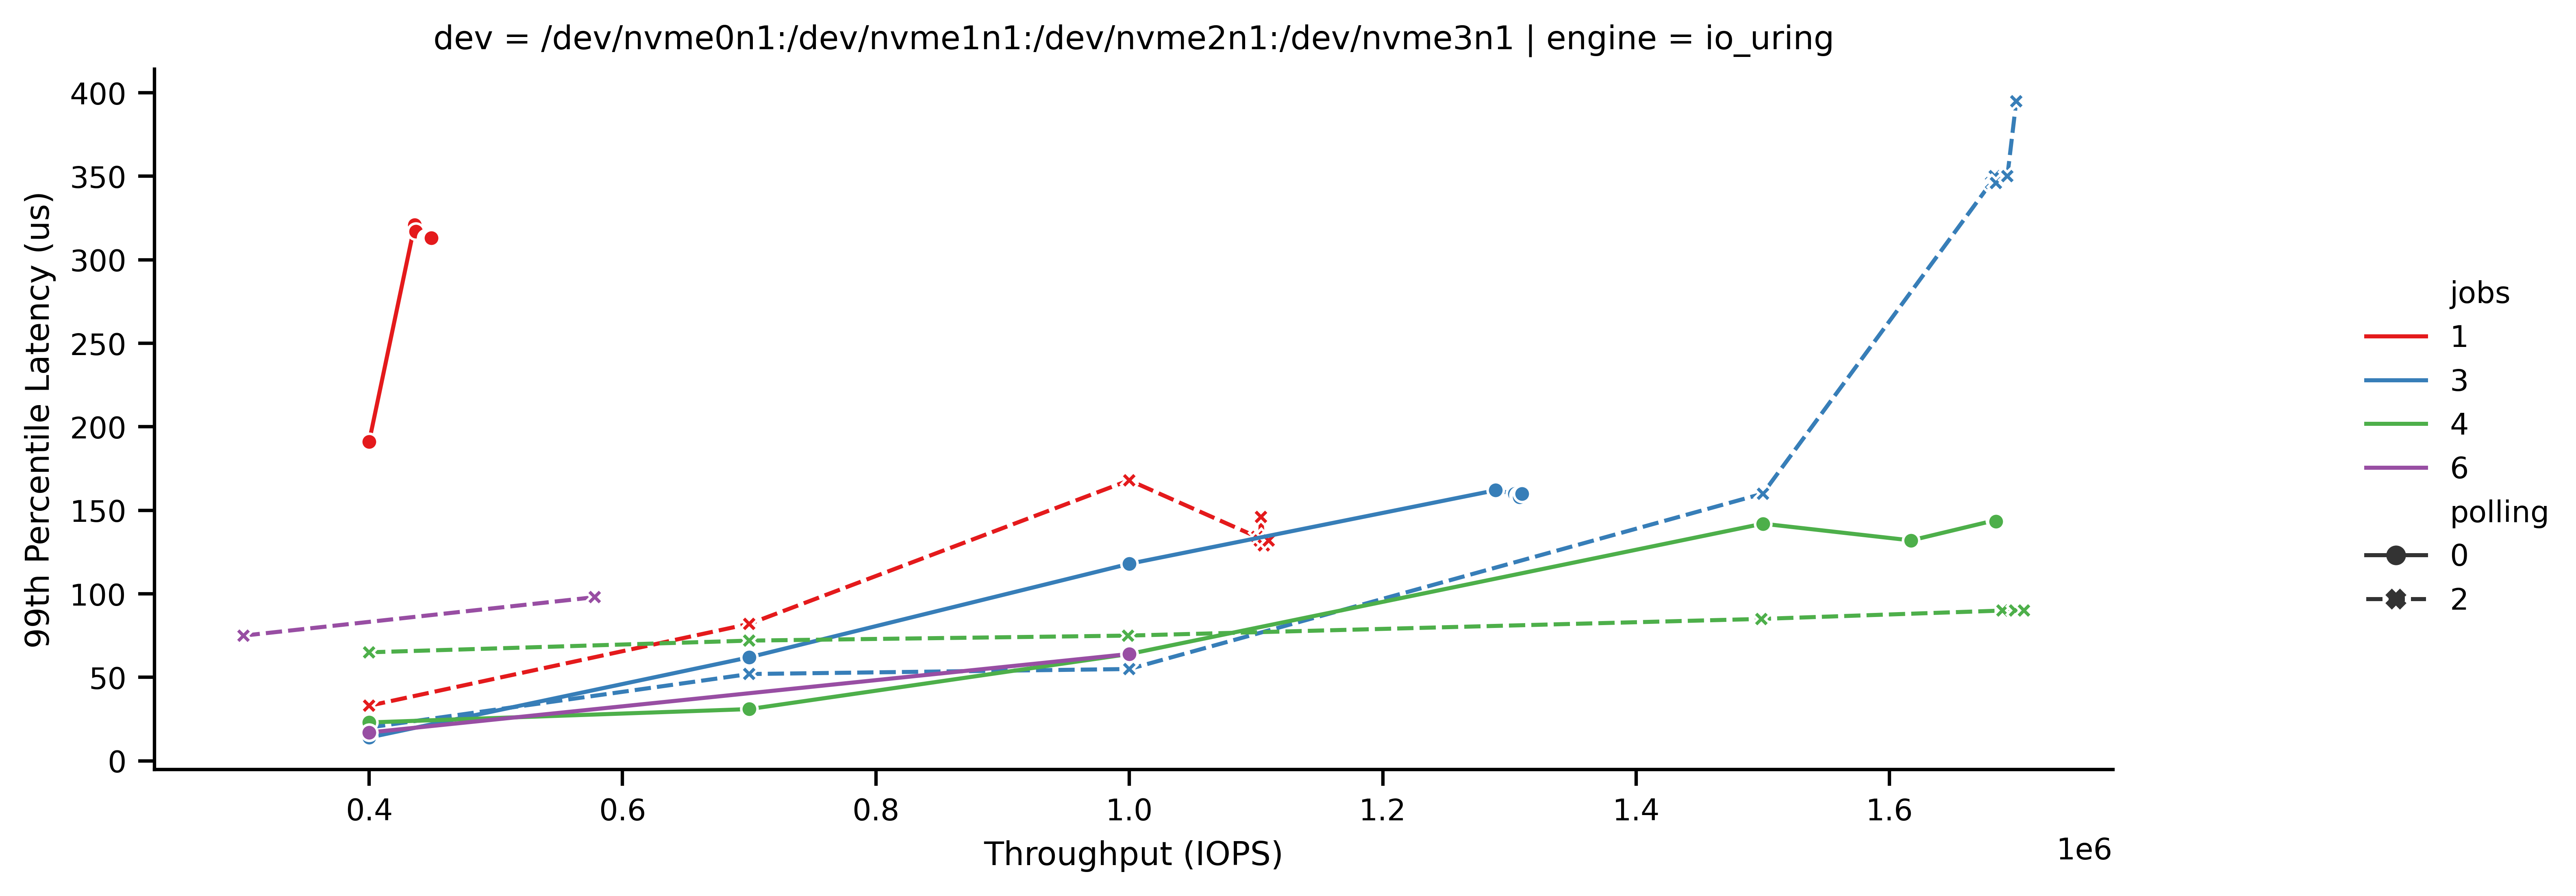 dev = /dev/nvme0n1:/dev/nvme1n1:/dev/nvme2n1:/dev/nvme3n1 | engine = io_uring
99th Percentile Latency (us)
400
350
300
250
200
150
100
50
0
0.4 0.6 0.8 1.0 1.2 1.4 1.6
1e6
Throughput (IOPS)
jobs
1
3
4
6
polling
0
2